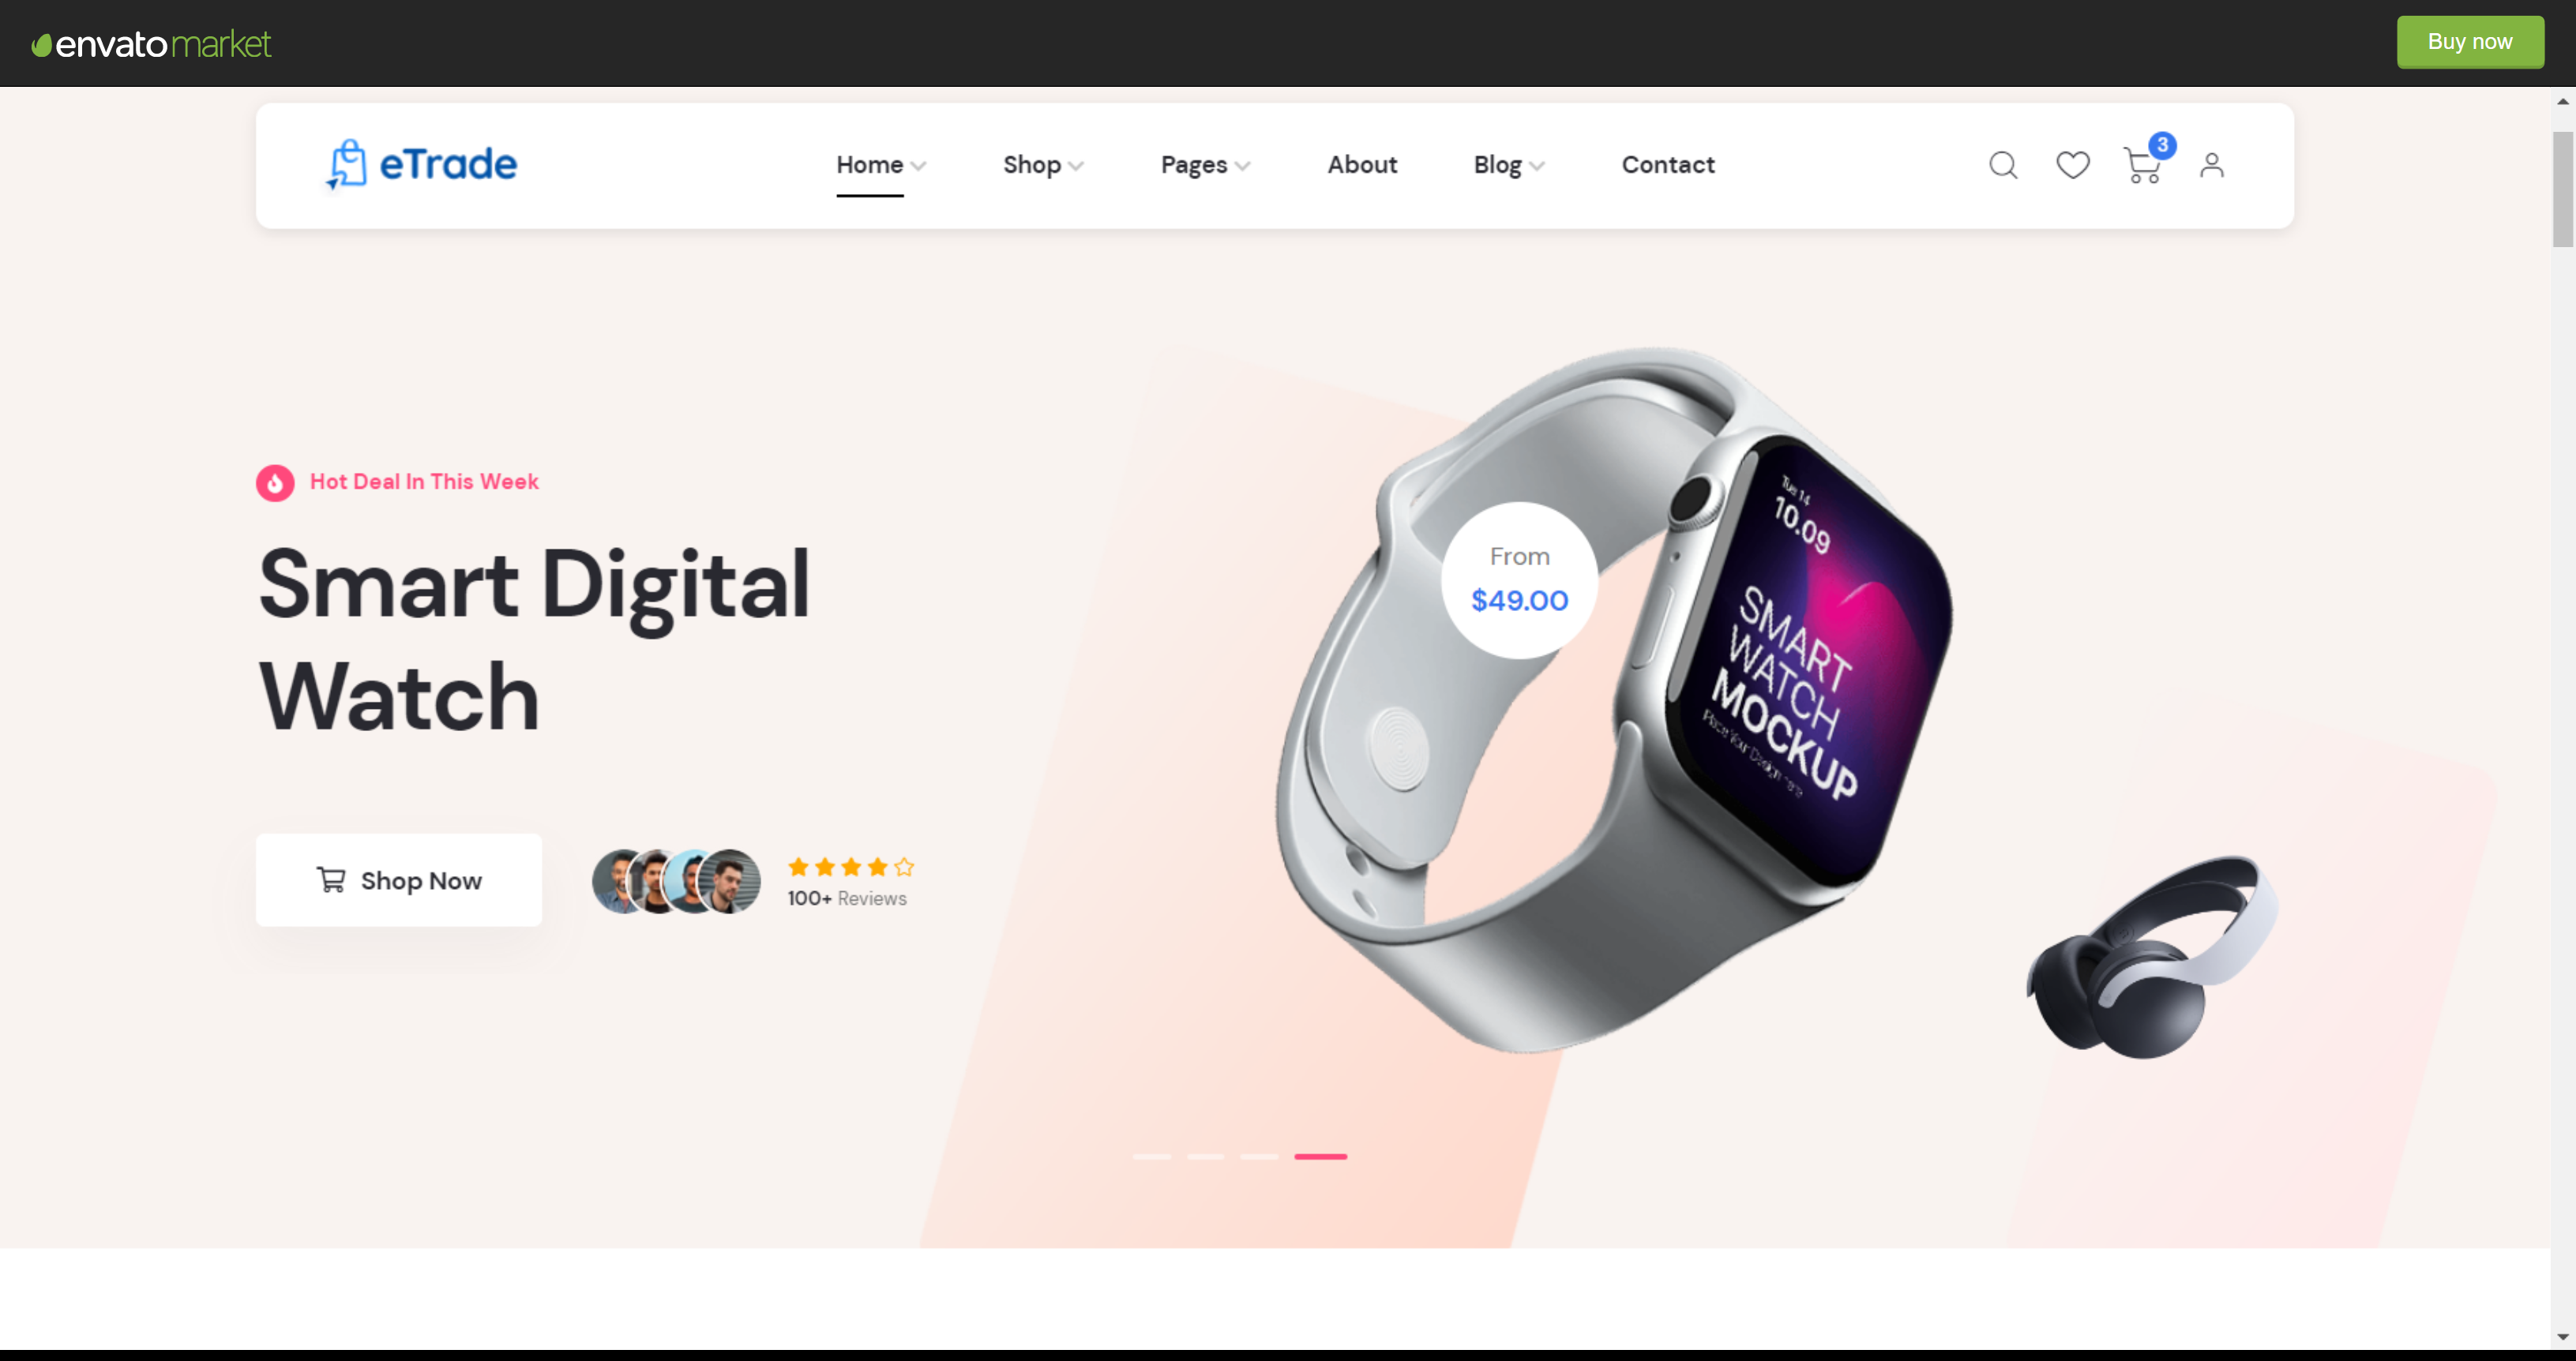 envato market
Buy now
eTrade
Home
Shop
Pages
About
Blog
Contact
3
Hot Deal In This Week
Smart Digital
Watch
Shop Now
100+ Reviews
From
$49.00
Tue 14
10.09
SMART
WATCH
MOCKUP
Place Your Design here